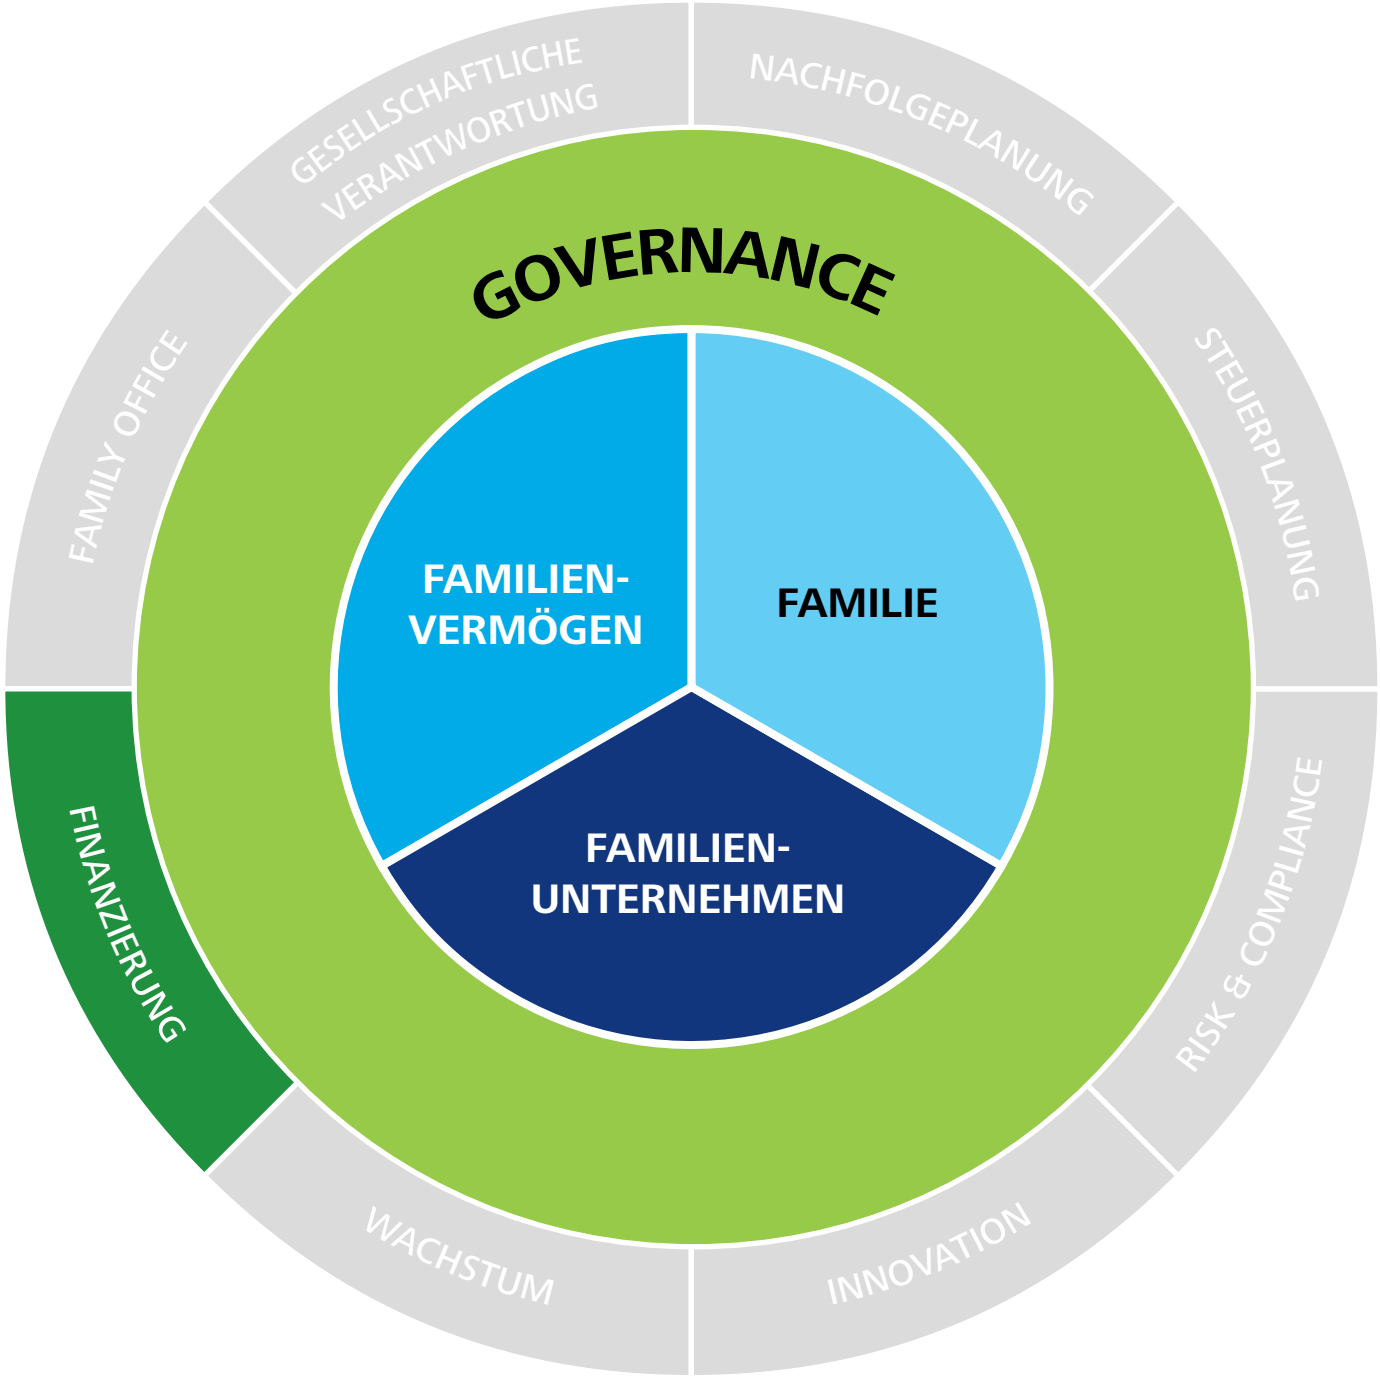 GESELLSCHAFTLICHE
VERANTWORTUNG
NACHFOLGEPLANUNG
STEUERPLANUNG
RISK & COMPLIANCE
INNOVATION
WACHSTUM
FINANZIERUNG
FAMILY OFFICE
GOVERNANCE
FAMILIEN-
VERMÖGEN
FAMILIE
FAMILIEN-
UNTERNEHMEN